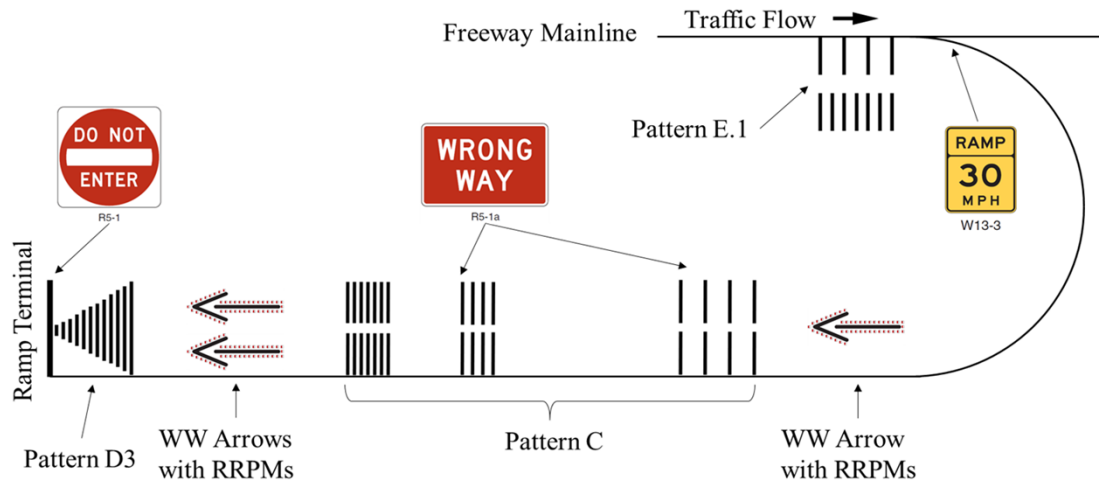 Traffic Flow
Freeway Mainline
Pattern E.1
RAMP
30
MPH
W13-3
DO NOT
ENTER
R5-1
WRONG
WAY
R5-1a
Ramp Terminal
Pattern D3
WW Arrows
with RRPMs
Pattern C
WW Arrow
with RRPMs